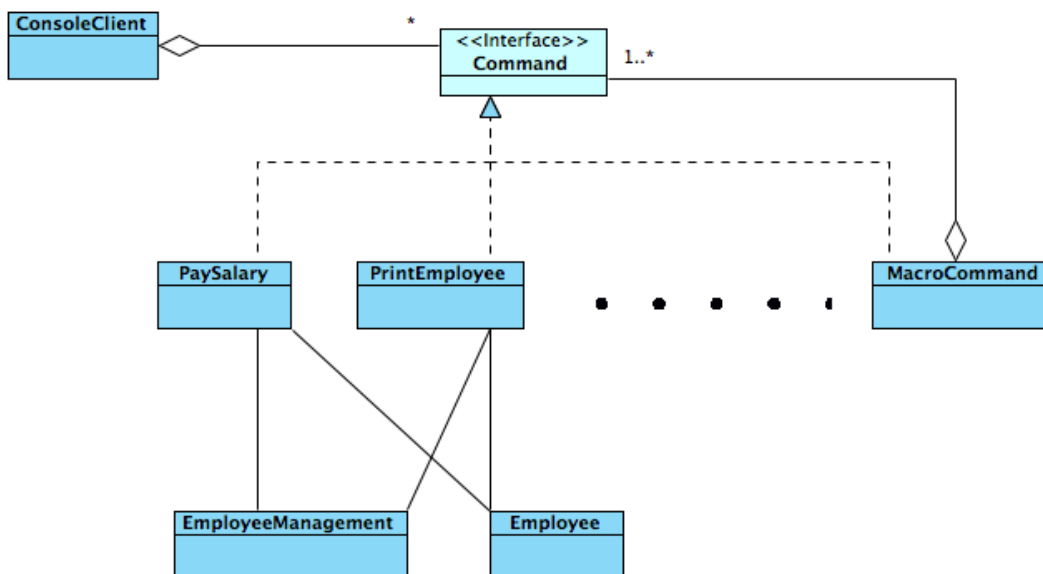 ConsoleClient
*
<<Interface>>
Command
1..*
PaySalary
PrintEmployee
MacroCommand
EmployeeManagement
Employee